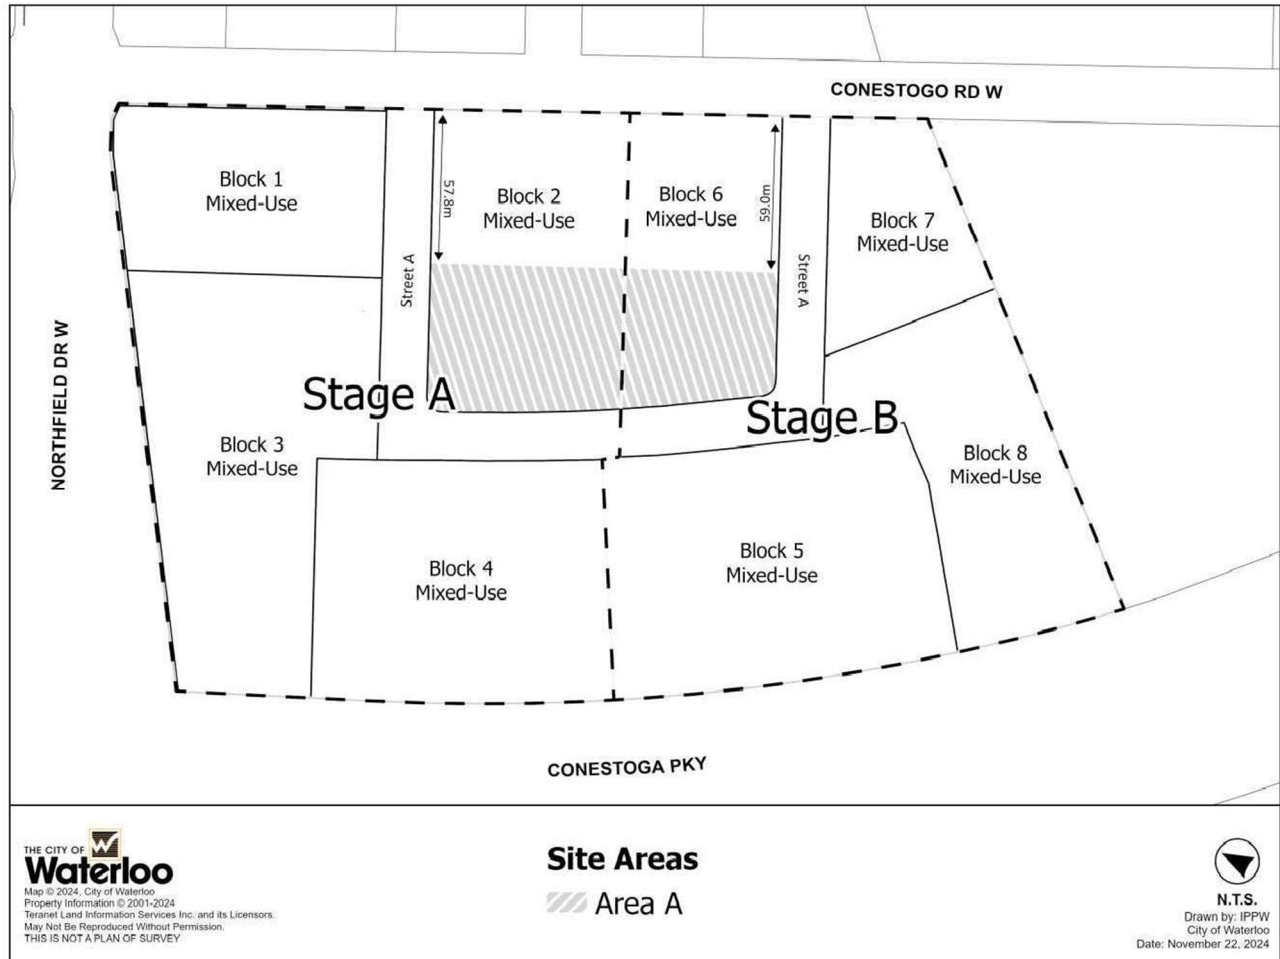 CONESTOGO RD W
Block 1
Mixed-Use
57.8m
Block 2
Mixed-Use
Block 6
Mixed-Use
59.0m
Block 7
Mixed-Use
Street A
Street A
NORTHFIELD DR W
Stage A
Stage B
Block 3
Mixed-Use
Block 8
Mixed-Use
Block 4
Mixed-Use
Block 5
Mixed-Use
CONESTOGA PKY
THE CITY OF
Waterloo
Map © 2024, City of Waterloo
Property Information © 2001-2024
Teranet Land Information Services Inc. and its Licensors.
May Not Be Reproduced Without Permission.
THIS IS NOT A PLAN OF SURVEY
Site Areas
Area A
N.T.S.
Drawn by: IPPW
City of Waterloo
Date: November 22, 2024